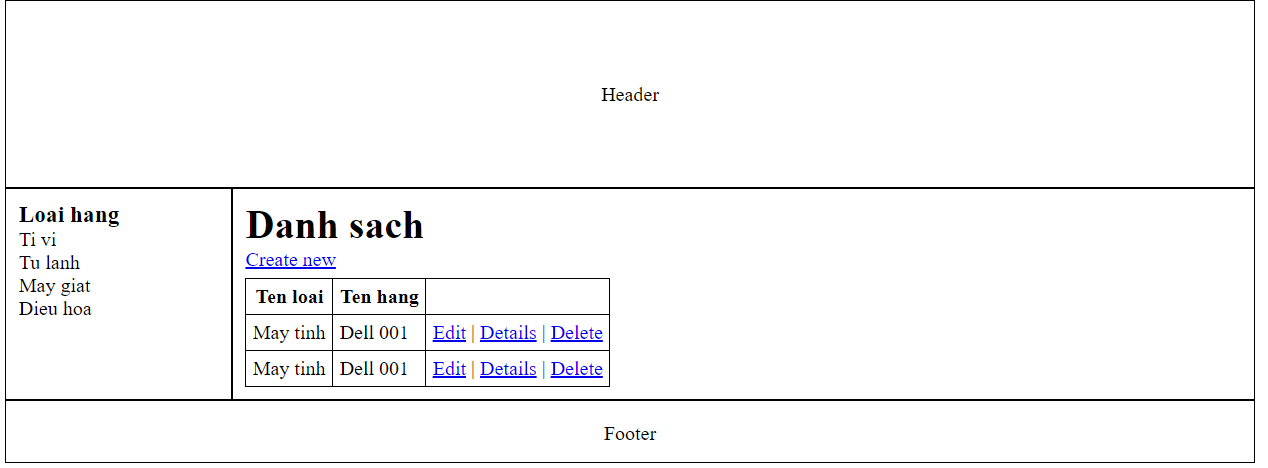 Header
Loai hang
Ti vi
Tu lanh
May giat
Dieu hoa
Danh sach
Create new
Ten loai Ten hang
May tinh Dell 001 Edit | Details | Delete
May tinh Dell 001 Edit | Details | Delete
Footer